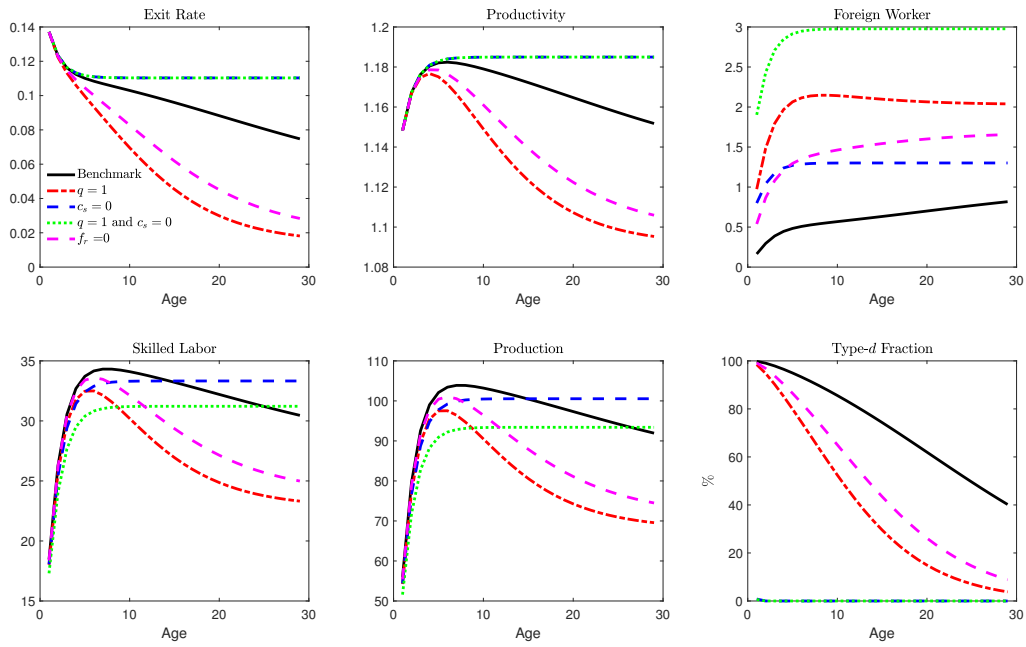 Exit Rate
0.14
0.12
0.1
0.08
0.06
0.04
0.02
0
Benchmark
q = 1
c_s = 0
q = 1 and c_s = 0
f_r =0
0 10 20 30
Age
Productivity
1.2
1.18
1.16
1.14
1.12
1.1
1.08
0 10 20 30
Age
Foreign Worker
3
2.5
2
1.5
1
0.5
0
0 10 20 30
Age
Skilled Labor
35
30
25
20
15
0 10 20 30
Age
Production
110
100
90
80
70
60
50
0 10 20 30
Age
Type-d Fraction
%
100
80
60
40
20
0
0 10 20 30
Age